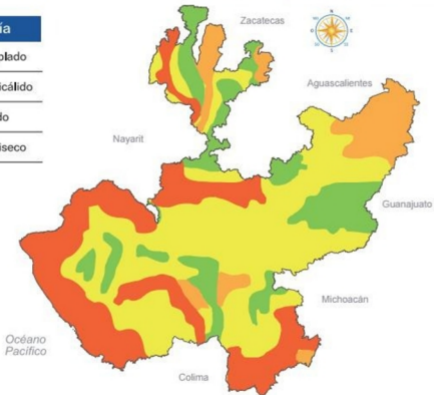 ía
plado
icálido
do
iseco
Zacatecas
Aguascalientes
Nayarit
Guanajuato
Michoacán
Océano
Pacífico
Colima